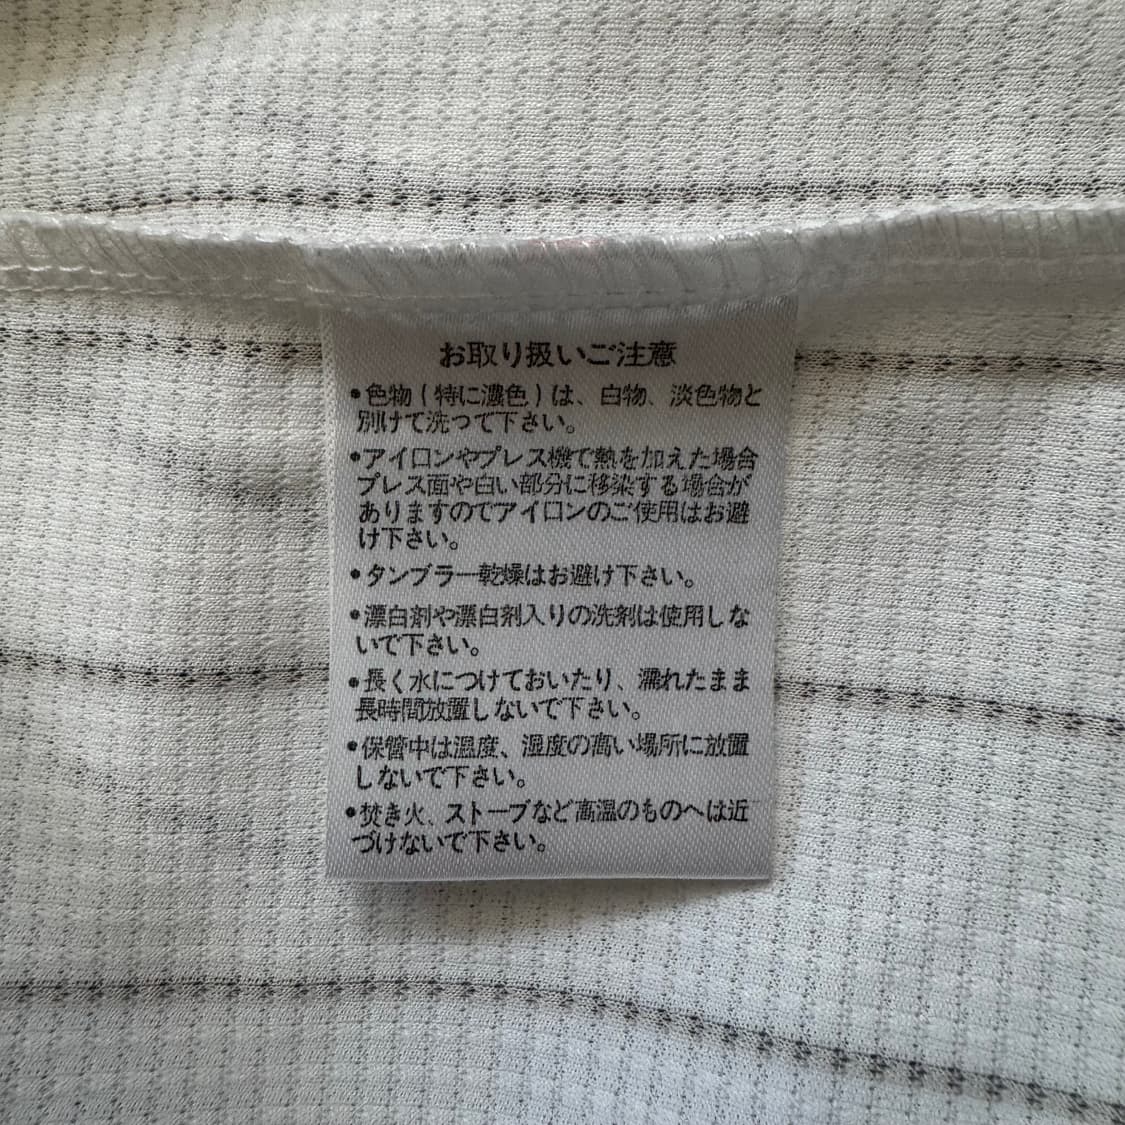 お取り扱いご注意
•色物(特に濃色)は、白物、淡色物と
別けて洗って下さい。
•アイロンやプレス機で熱を加えた場合
プレス面や白い部分に移染する場合が
ありますのでアイロンのご使用はお避
け下さい。
•タンブラー乾燥はお避け下さい。
•漂白剤や漂白剤入りの洗剤は使用しな
いで下さい。
•長く水につけておいたり、濡れたまま
長時間放置しないで下さい。
•保管中は温度、湿度の高い場所に放置
しないで下さい。
•焚き火、ストーブなど高温のものへは近
づけないで下さい。